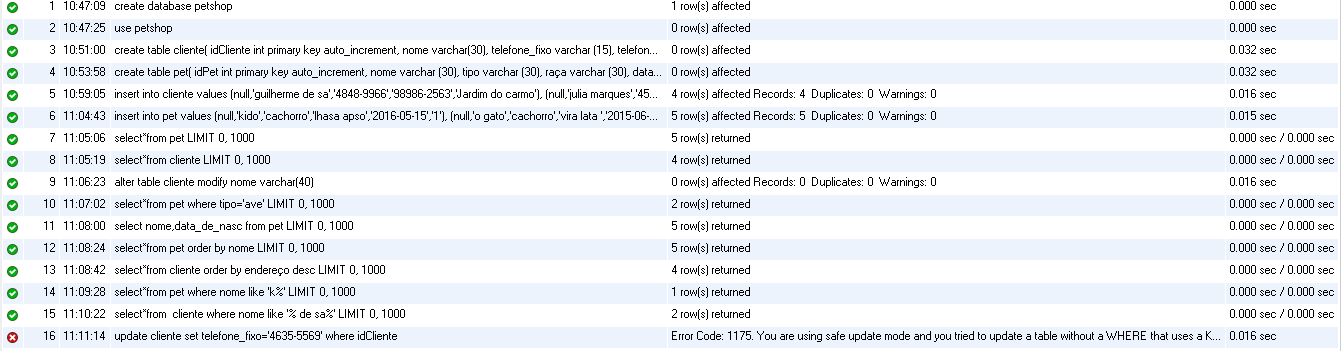 1 10:47:09 create database petshop 1 row(s) affected 0.000 sec
2 10:47:25 use petshop 0 row(s) affected 0.000 sec
3 10:51:00 create table cliente( idCliente int primary key auto_increment, nome varchar(30), telefone_fixo varchar (15), telefon... 0 row(s) affected 0.032 sec
4 10:53:58 create table pet( idPet int primary key auto_increment, nome varchar (30), tipo varchar (30), raça varchar (30), data... 0 row(s) affected 0.032 sec
5 10:59:05 insert into cliente values (null,'guilherme de sa','4848-9966','98986-2563','Jardim do carmo'), (null,'julia marques','45... 4 row(s) affected Records: 4 Duplicates: 0 Warnings: 0 0.016 sec
6 11:04:43 insert into pet values (null,'kido','cachorro','lhasa apso','2016-05-15','1'), (null,'o gato','cachorro','vira lata ','2015-06-... 5 row(s) affected Records: 5 Duplicates: 0 Warnings: 0 0.015 sec
7 11:05:06 select*from pet LIMIT 0, 1000 5 row(s) returned 0.000 sec / 0.000 sec
8 11:05:19 select*from cliente LIMIT 0, 1000 4 row(s) returned 0.000 sec / 0.000 sec
9 11:06:23 alter table cliente modify nome varchar(40) 0 row(s) affected Records: 0 Duplicates: 0 Warnings: 0 0.016 sec
10 11:07:02 select*from pet where tipo='ave' LIMIT 0, 1000 2 row(s) returned 0.000 sec / 0.000 sec
11 11:08:00 select nome,data_de_nasc from pet LIMIT 0, 1000 5 row(s) returned 0.000 sec / 0.000 sec
12 11:08:24 select*from pet order by nome LIMIT 0, 1000 5 row(s) returned 0.000 sec / 0.000 sec
13 11:08:42 select*from cliente order by endereço desc LIMIT 0, 1000 4 row(s) returned 0.000 sec / 0.000 sec
14 11:09:28 select*from pet where nome like 'k%' LIMIT 0, 1000 1 row(s) returned 0.000 sec / 0.000 sec
15 11:10:22 select*from cliente where nome like '% de sa%' LIMIT 0, 1000 2 row(s) returned 0.000 sec / 0.000 sec
16 11:11:14 update cliente set telefone_fixo='4635-5569' where idCliente Error Code: 1175. You are using safe update mode and you tried to update a table without a WHERE that uses a K... 0.016 sec